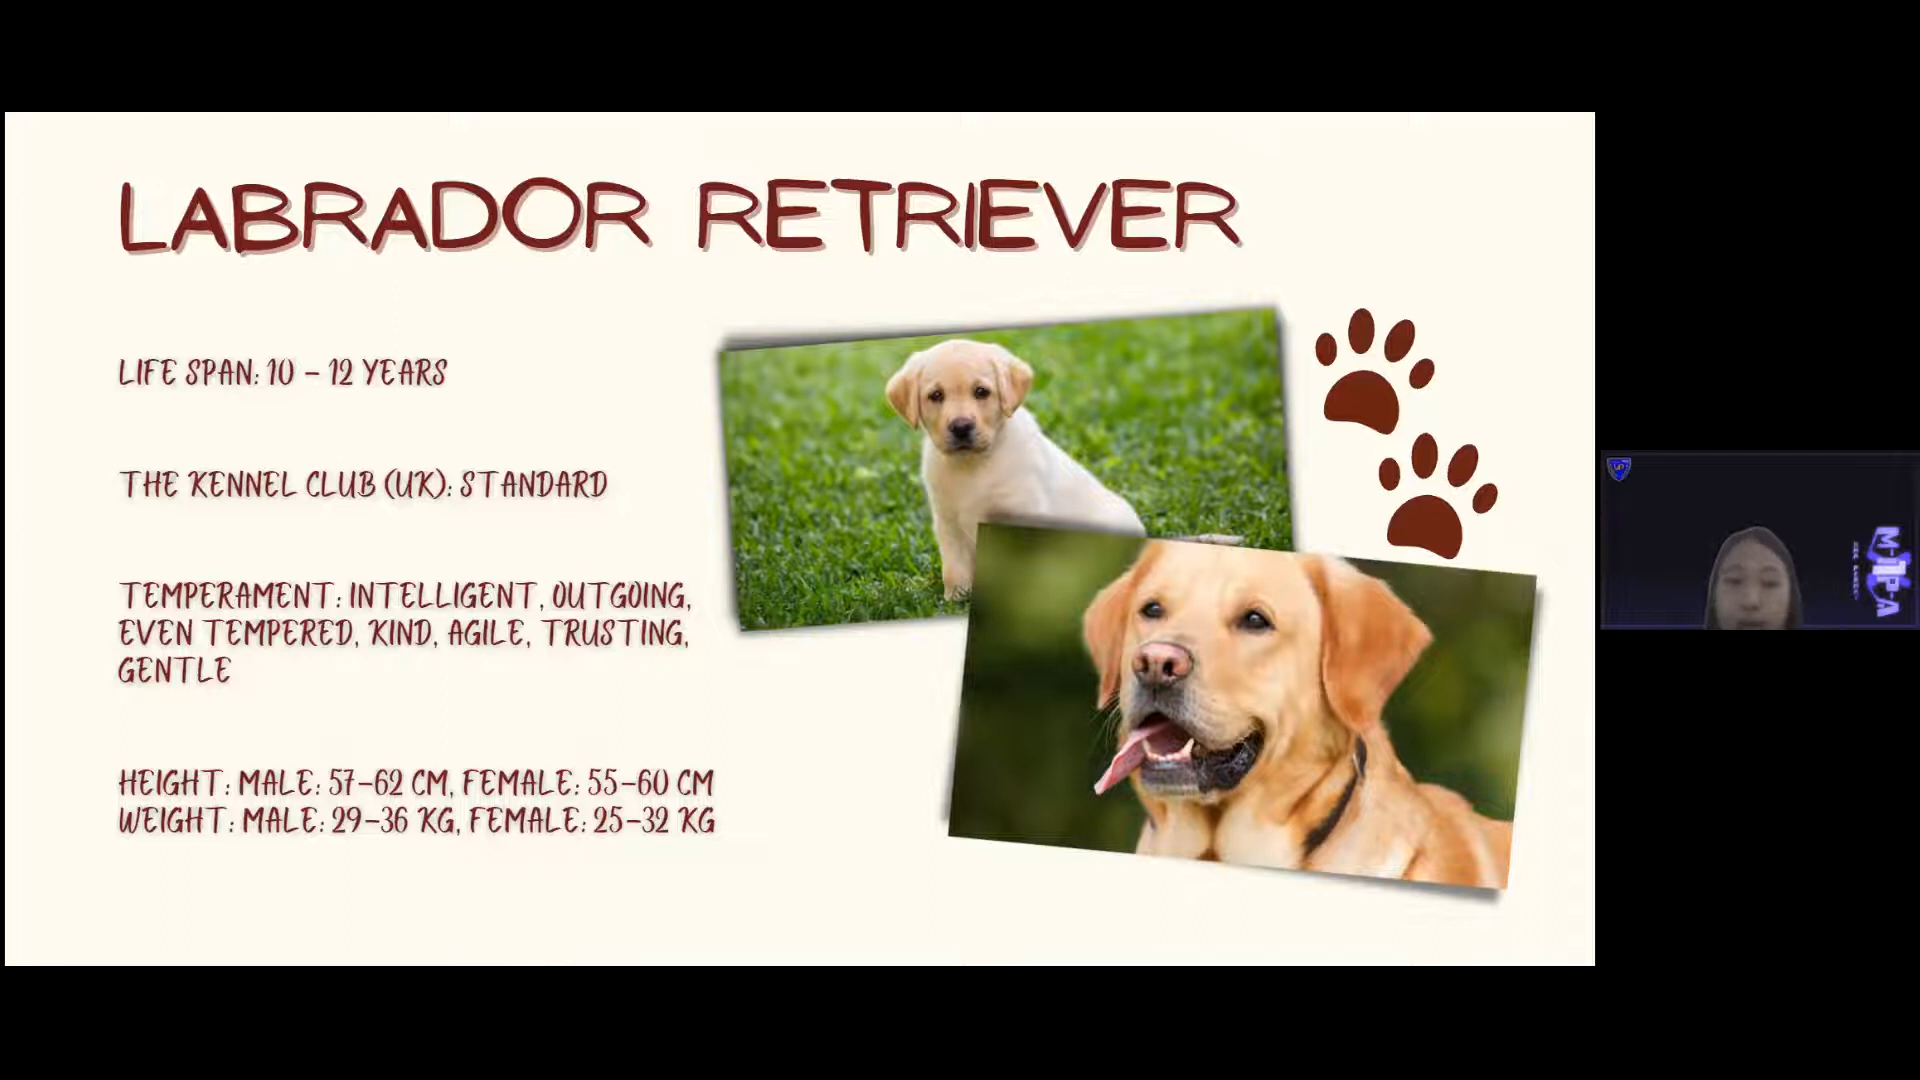 LABRADOR RETRIEVER
LIFE SPAN: 10 - 12 YEARS
THE KENNEL CLUB (UK): STANDARD
TEMPERAMENT: INTELLIGENT, OUTGOING,
EVEN TEMPERED, KIND, AGILE, TRUSTING,
GENTLE
HEIGHT: MALE: 57-62 CM, FEMALE: 55-60 CM
WEIGHT: MALE: 29-36 KG, FEMALE: 25-32 KG